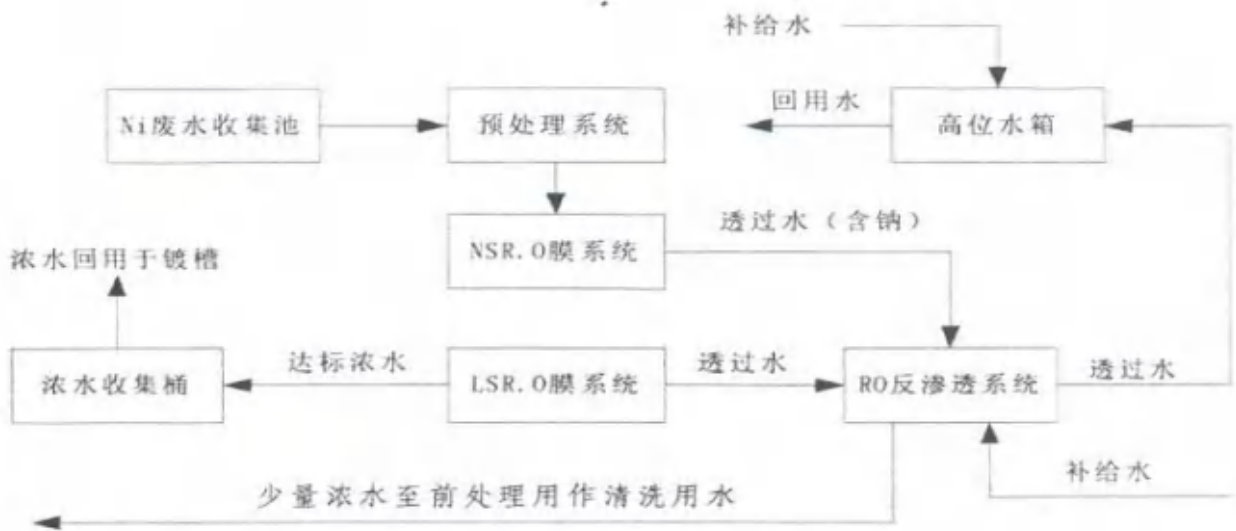 补给水
回用水
Ni废水收集池
预处理系统
高位水箱
透过水（含钠）
NSR.O膜系统
浓水回用于镀槽
达标浓水
透过水
浓水收集桶
LSR.O膜系统
RO反渗透系统
透过水
补给水
少量浓水至前处理用作清洗用水